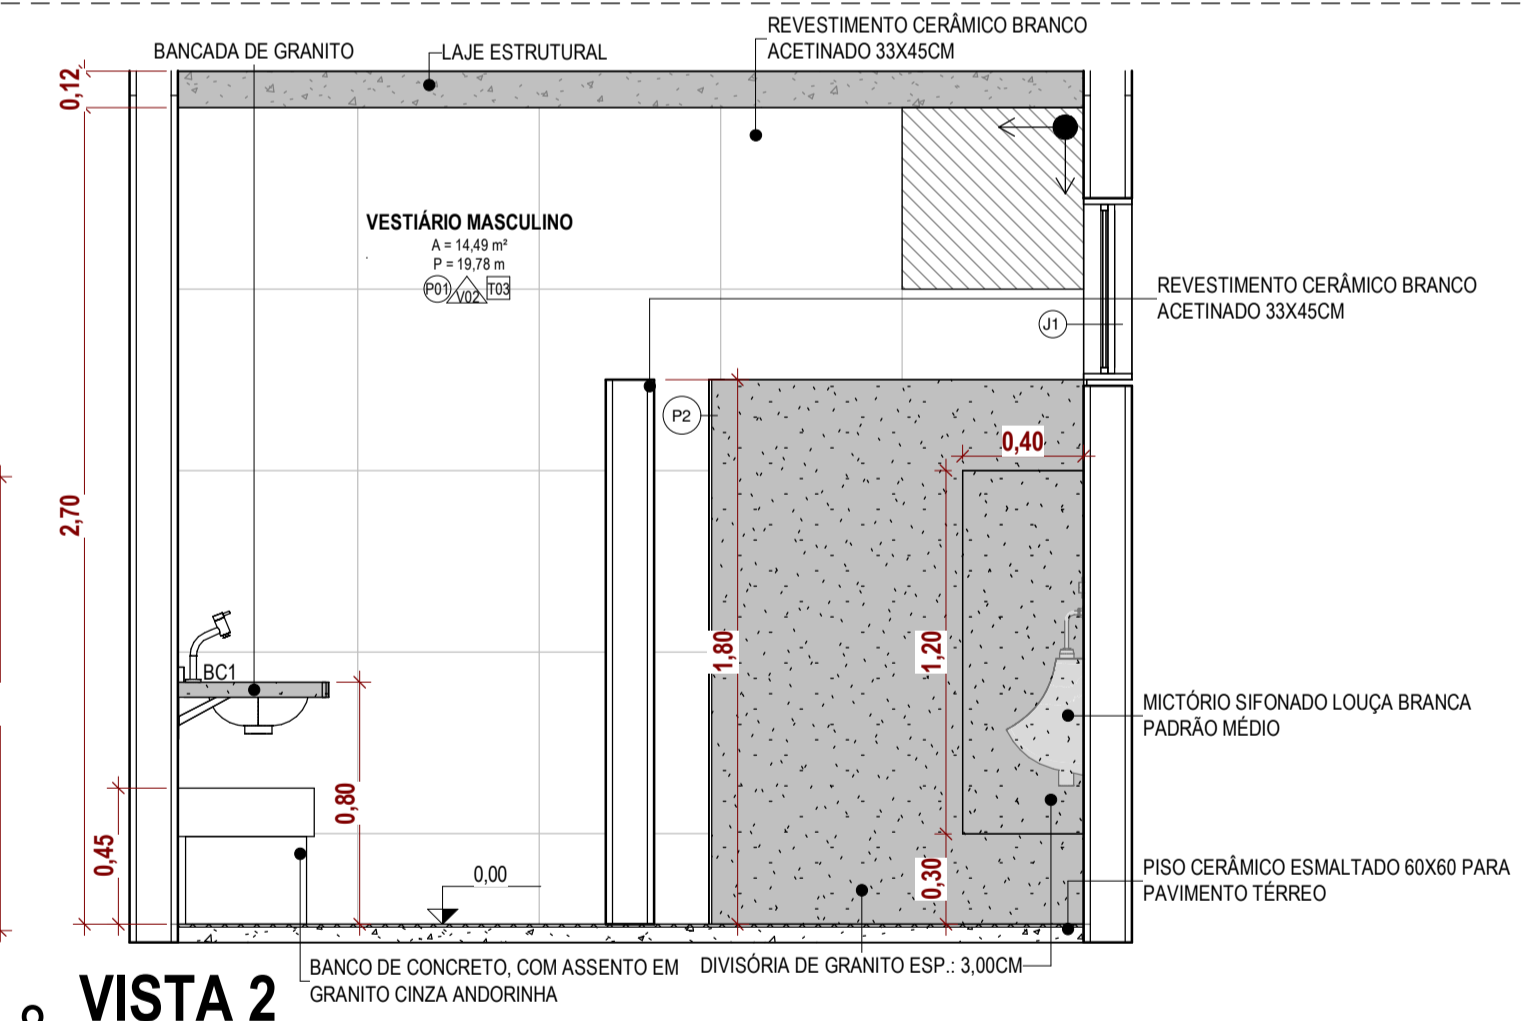 REVESTIMENTO CERÂMICO BRANCO
ACETINADO 33X45CM
BANCADA DE GRANITO
LAJE ESTRUTURAL
0,12
VESTIÁRIO MASCULINO
A = 14,49 m²
P = 19,78 m
P01 V02 T03
REVESTIMENTO CERÂMICO BRANCO
ACETINADO 33X45CM
J1
P2
0,40
2,70
1,80
1,20
BC1
MICTÓRIO SIFONADO LOUÇA BRANCA
PADRÃO MÉDIO
0,80
0,45
0,00
0,30
PISO CERÂMICO ESMALTADO 60X60 PARA
PAVIMENTO TÉRREO
BANCO DE CONCRETO, COM ASSENTO EM
GRANITO CINZA ANDORINHA
DIVISÓRIA DE GRANITO ESP.: 3,00CM
VISTA 2